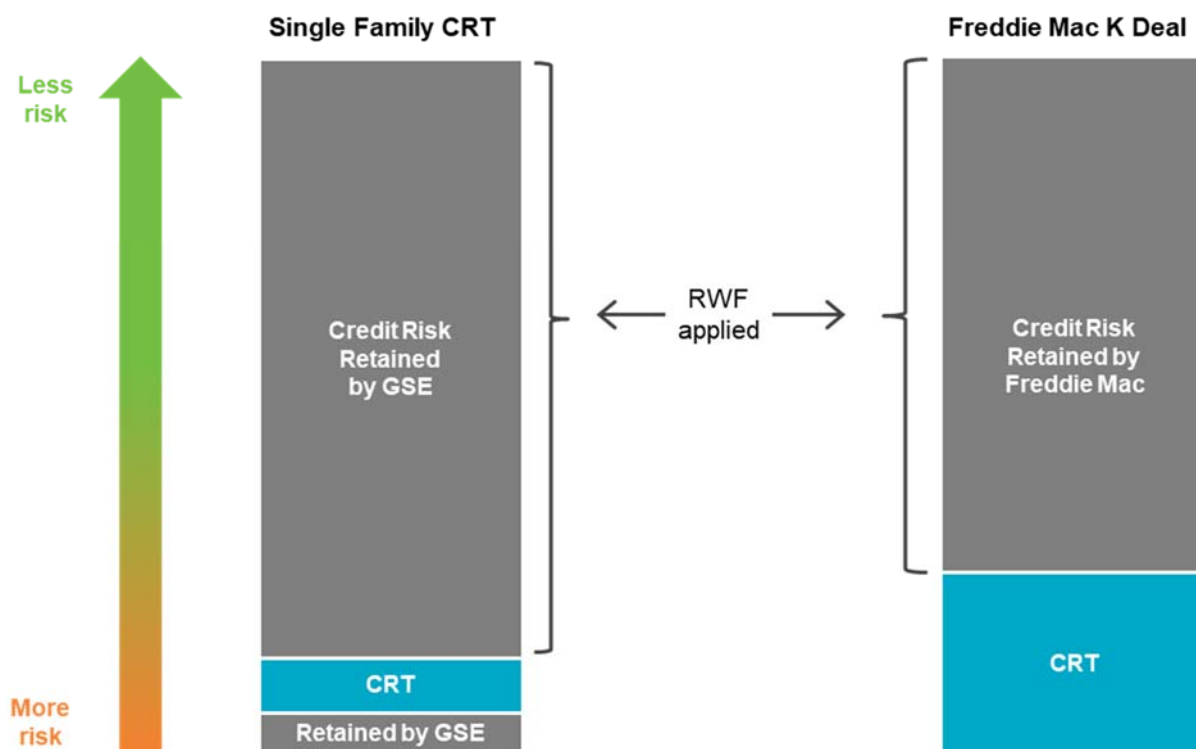 Single Family CRT
Freddie Mac K Deal
Less
risk
RWF
applied
Credit Risk
Retained
by GSE
Credit Risk
Retained by
Freddie Mac
CRT
CRT
More
risk
Retained by GSE